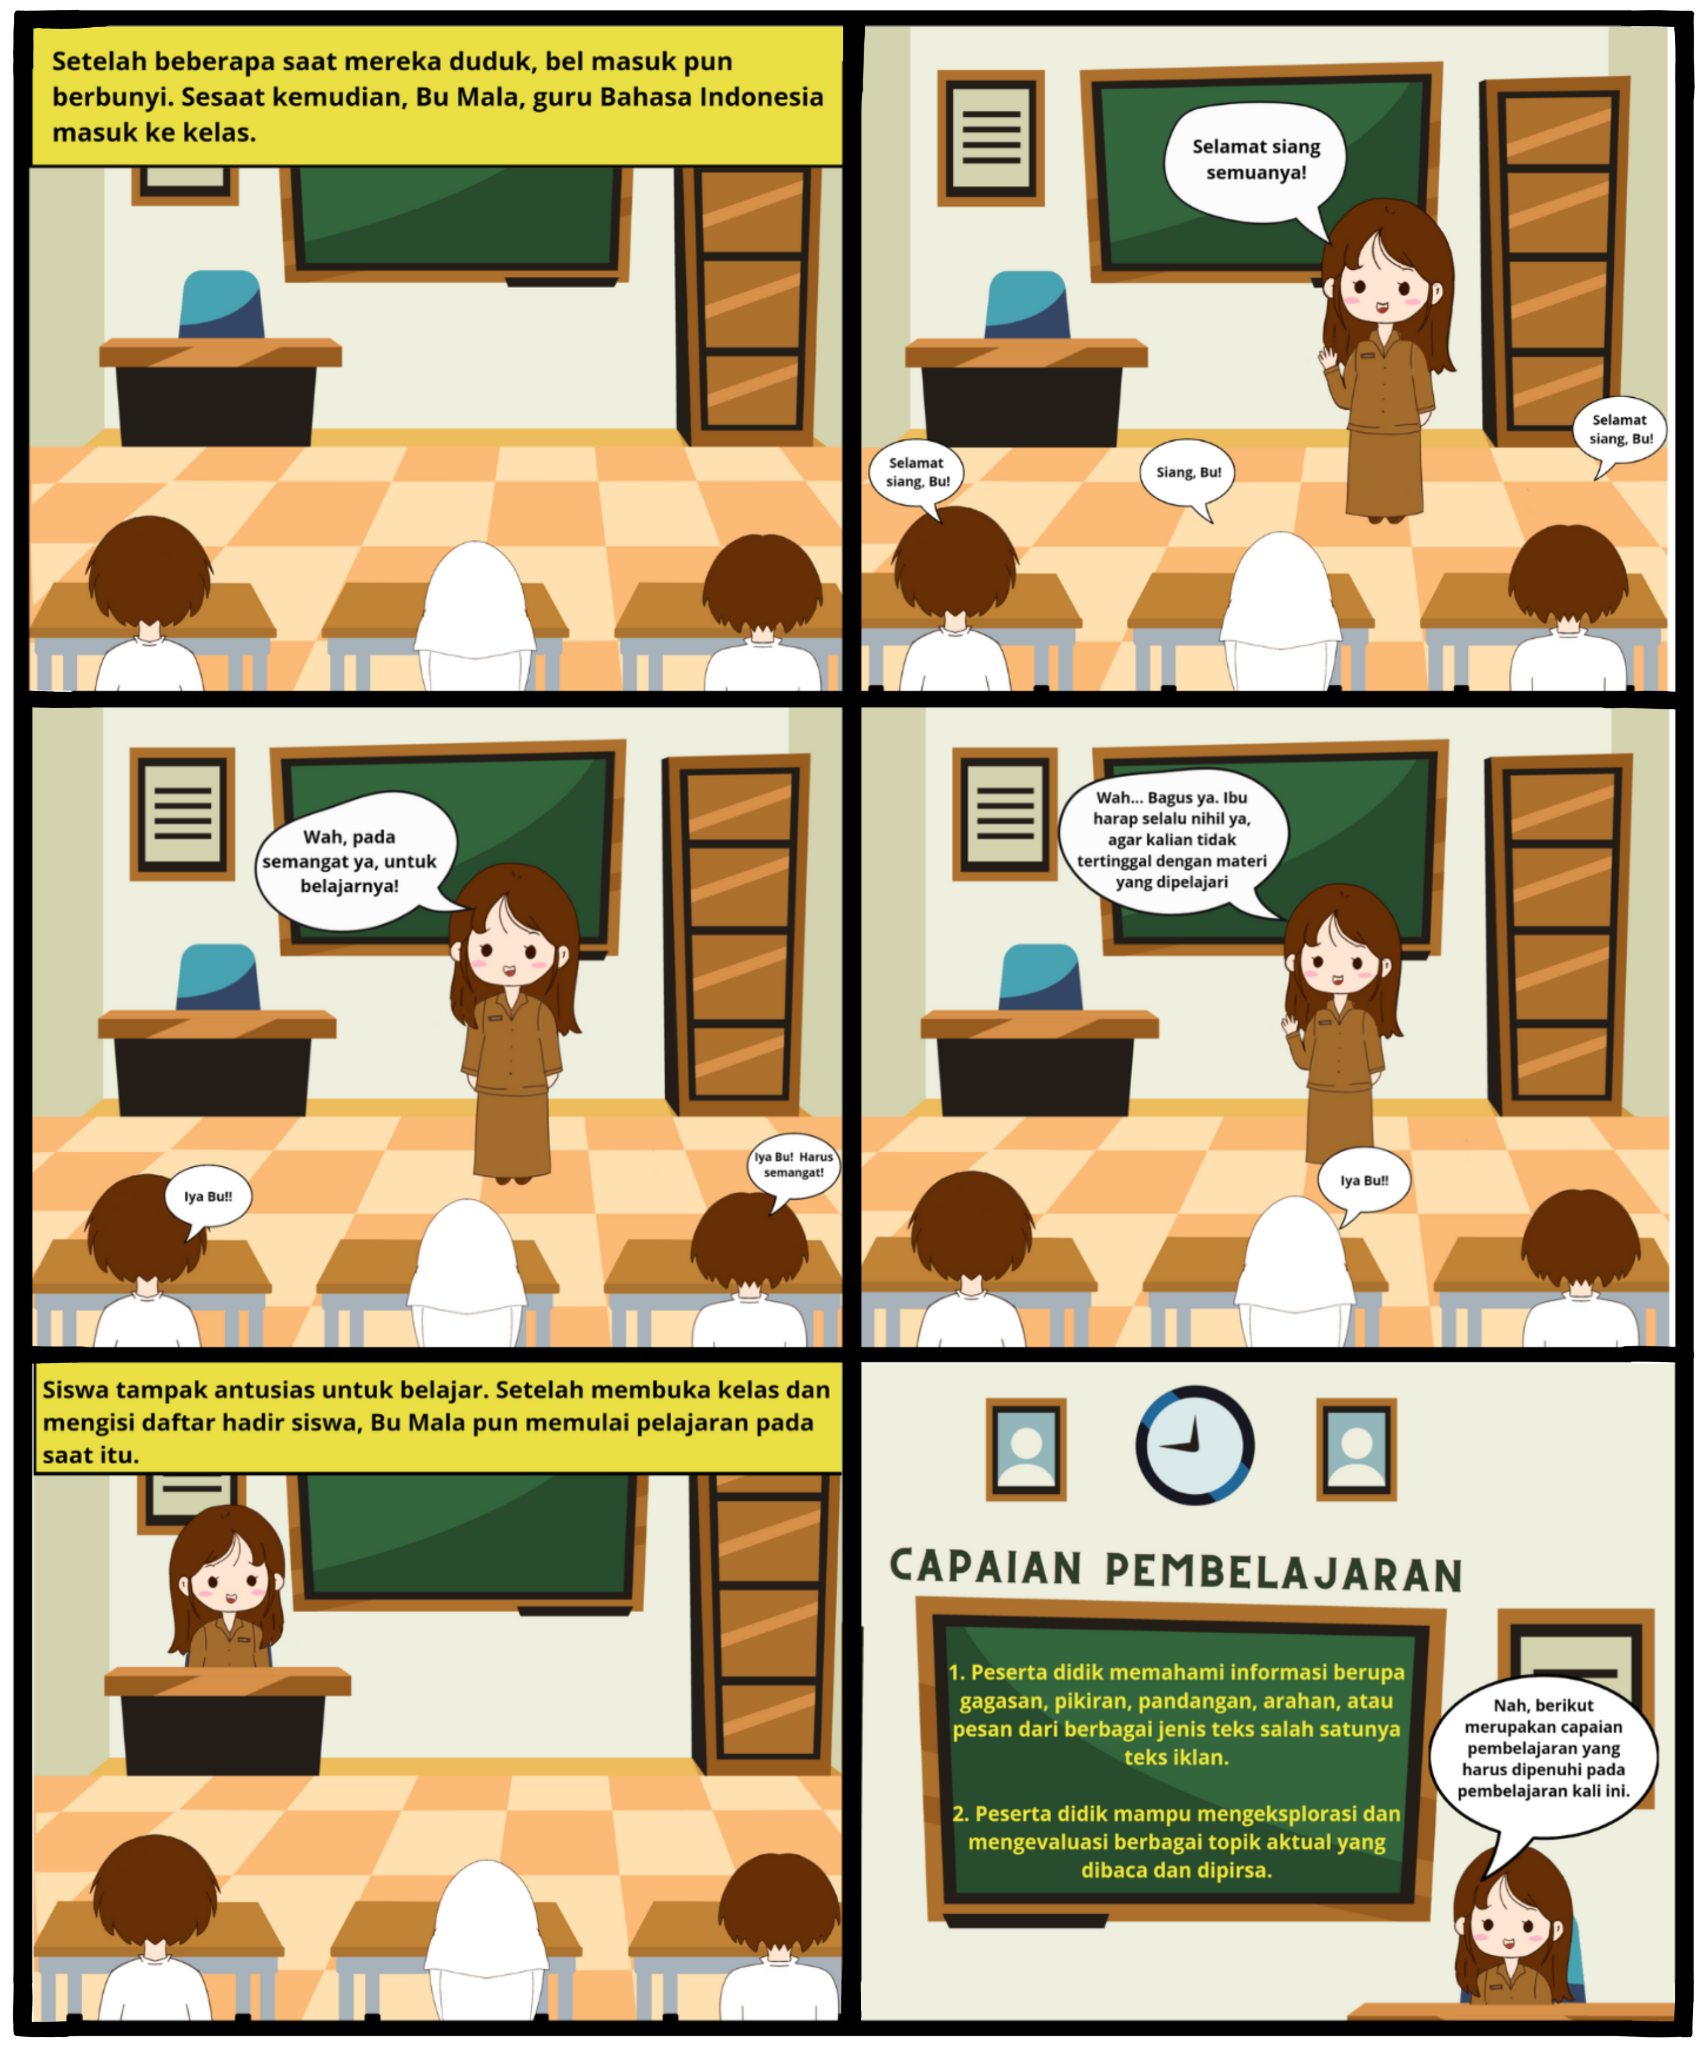 Setelah beberapa saat mereka duduk, bel masuk pun
berbunyi. Sesaat kemudian, Bu Mala, guru Bahasa Indonesia
masuk ke kelas.
Selamat siang
semuanya!
Selamat
siang, Bu!
Siang, Bu!
Selamat
siang, Bu!
Wah, pada
semangat ya, untuk
belajarnya!
Iya Bu!!
Iya Bu! Harus
semangat!
Wah... Bagus ya. Ibu
harap selalu nihil ya,
agar kalian tidak
tertinggal dengan materi
yang dipelajari
Iya Bu!!
Siswa tampak antusias untuk belajar. Setelah membuka kelas dan
mengisi daftar hadir siswa, Bu Mala pun memulai pelajaran pada
saat itu.
CAPAIAN PEMBELAJARAN
1. Peserta didik memahami informasi berupa
gagasan, pikiran, pandangan, arahan, atau
pesan dari berbagai jenis teks salah satunya
teks iklan.
2. Peserta didik mampu mengeksplorasi dan
mengevaluasi berbagai topik aktual yang
dibaca dan dipirsa.
Nah, berikut
merupakan capaian
pembelajaran yang
harus dipenuhi pada
pembelajaran kali ini.